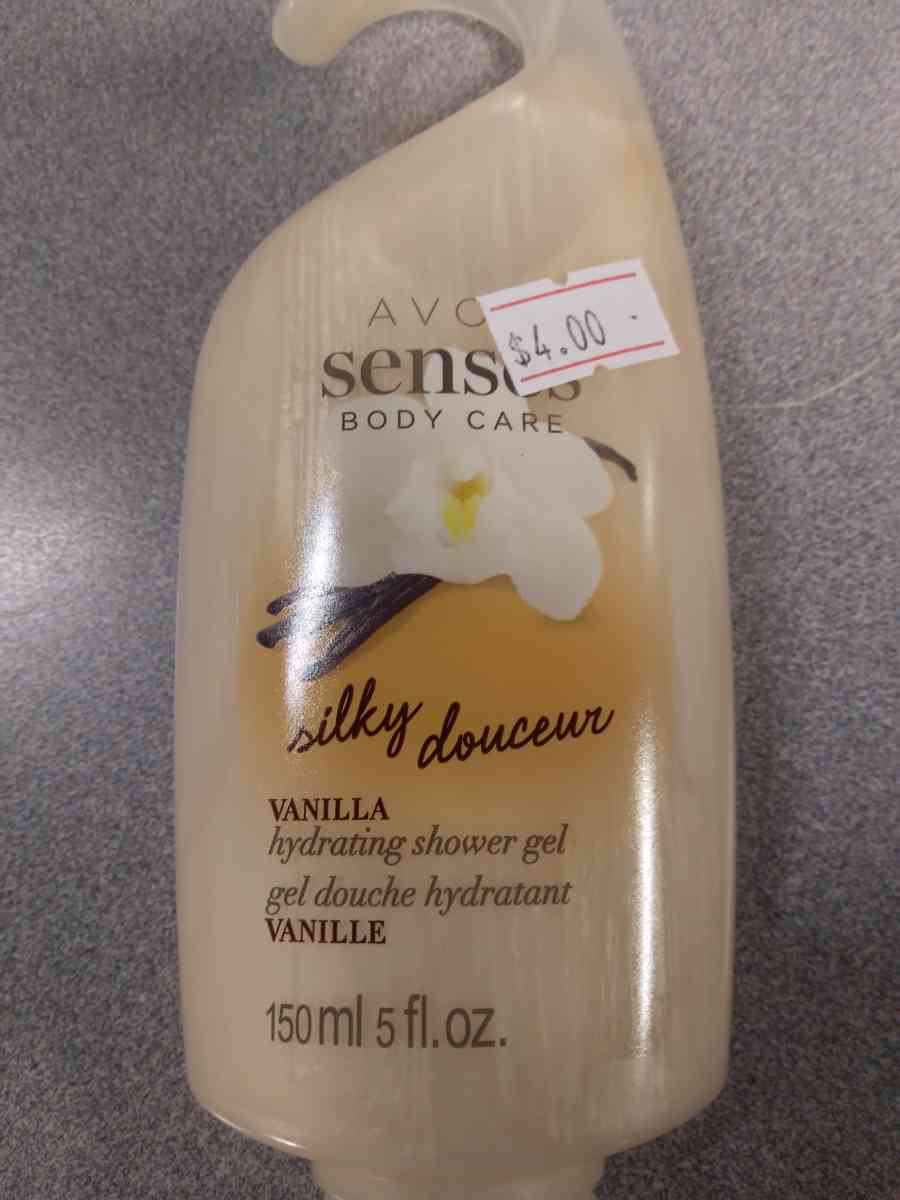 AVO
$4.00
senses
BODY CARE
silky douceur
VANILLA
hydrating shower gel
gel douche hydratant
VANILLE
150ml 5 fl.oz.